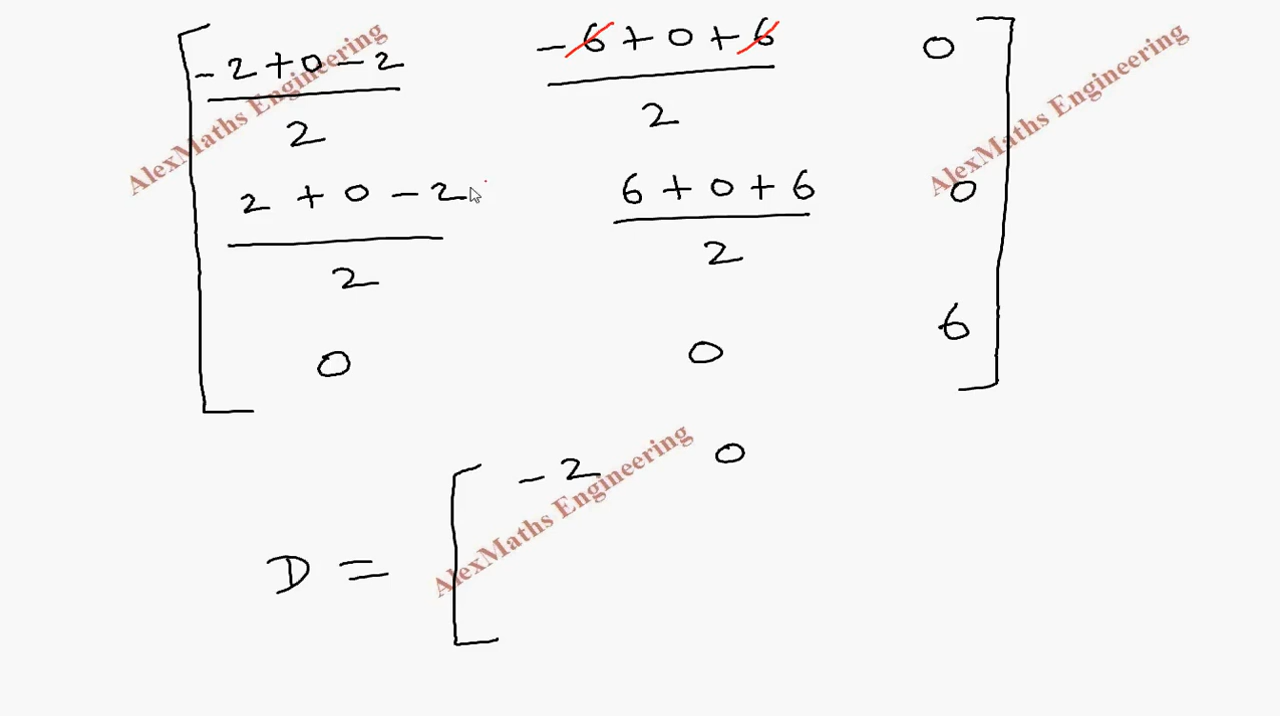 -2+0-2 -6+0+6 0
2 2
2+0-2 6+0+6 0
2 2
0 0 6
-2 0
D =
AlexMaths Engineering
AlexMaths Engineering
AlexMaths Engineering